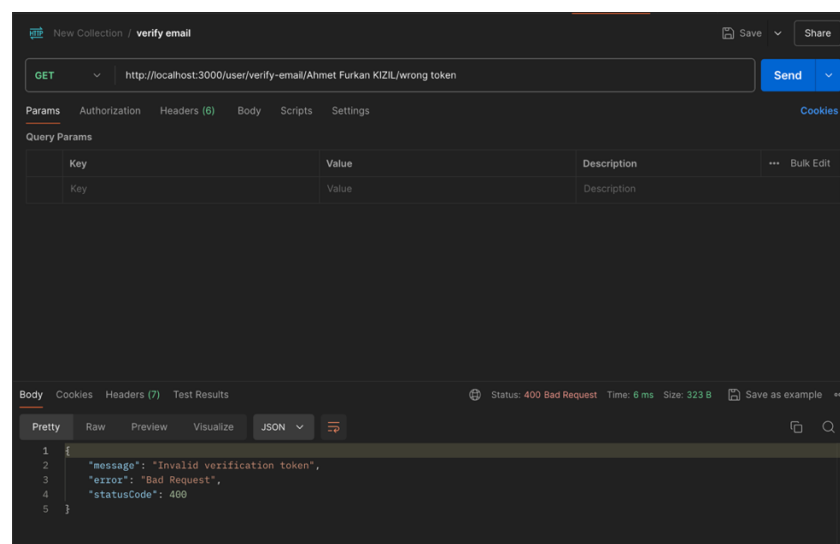 HTTP New Collection / verify email Save Share
GET http://localhost:3000/user/verify-email/Ahmet Furkan KIZIL/wrong token Send
Params Authorization Headers (6) Body Scripts Settings Cookies
Query Params
Key Value Description ••• Bulk Edit
Key Value Description
Body Cookies Headers (7) Test Results Status: 400 Bad Request Time: 6 ms Size: 323 B Save as example
Pretty Raw Preview Visualize JSON
1 {
2 "message": "Invalid verification token",
3 "error": "Bad Request",
4 "statusCode": 400
5 }